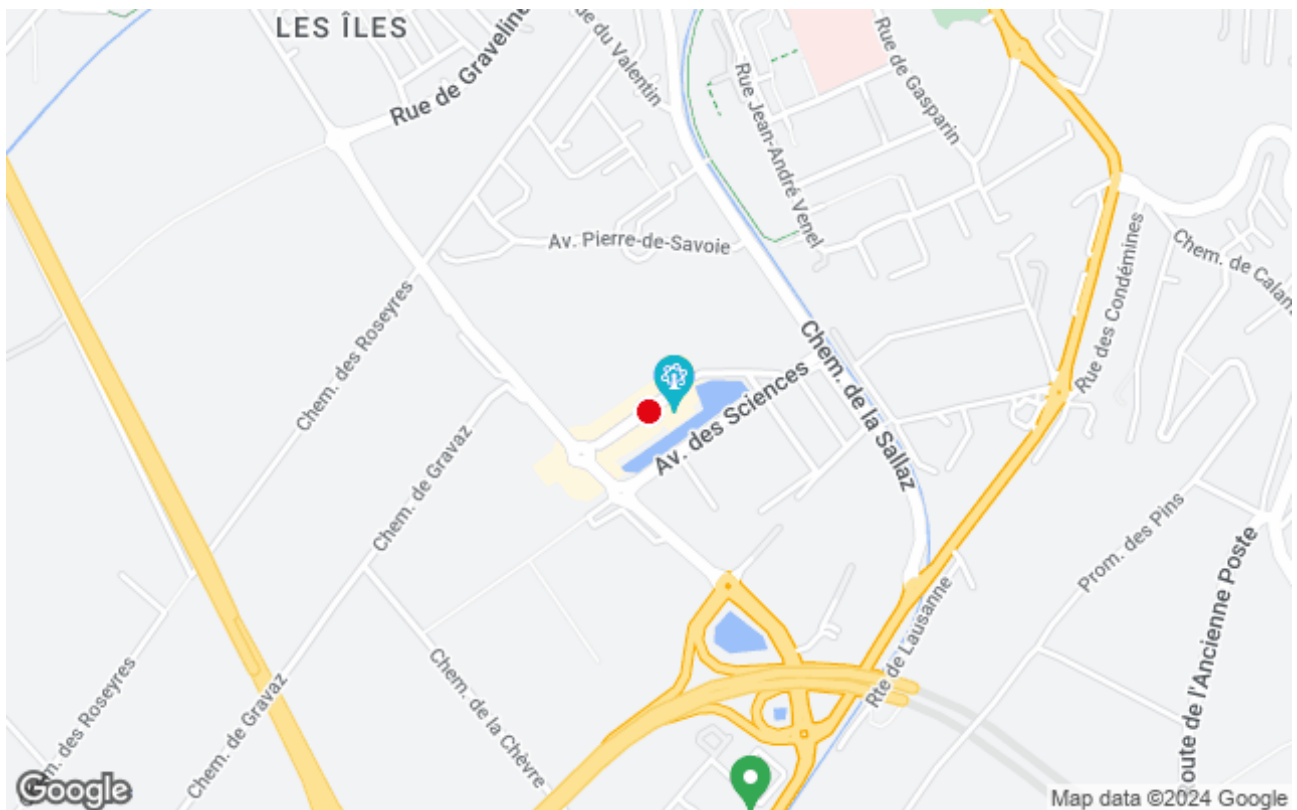 LES ÎLES
Rue de Graveline
ue du Valentin
Rue Jean-André Venel
Rue de Gasparin
Av. Pierre-de-Savoie
Chem. des Roseyres
Rue des Condémines
Chem. de Calam
Chem. de la Sallaz
Av. des Sciences
Chem. de Gravaz
Prom. des Pins
Route de l'Ancienne Poste
Rte de Lausanne
m. des Roseyres
Chem. de Gravaz
Chem. de la Chèvre
Google
Map data ©2024 Google